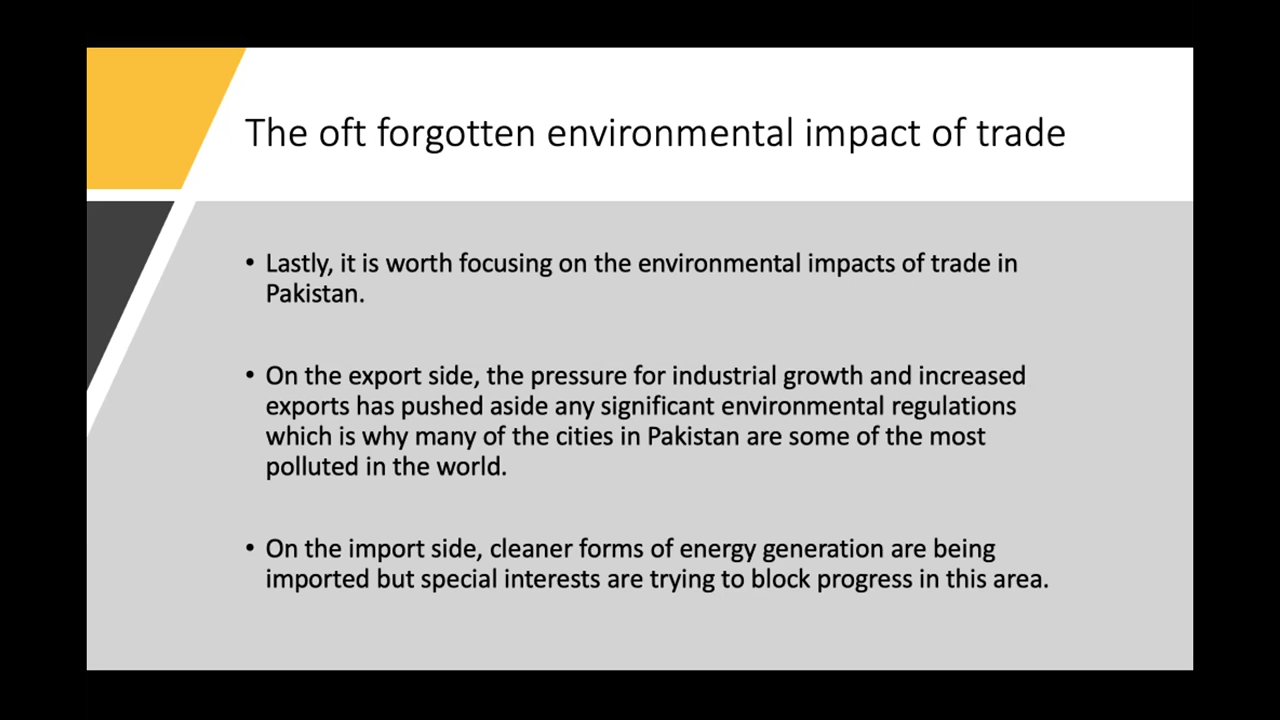 The oft forgotten environmental impact of trade
• Lastly, it is worth focusing on the environmental impacts of trade in
Pakistan.
• On the export side, the pressure for industrial growth and increased
exports has pushed aside any significant environmental regulations
which is why many of the cities in Pakistan are some of the most
polluted in the world.
• On the import side, cleaner forms of energy generation are being
imported but special interests are trying to block progress in this area.